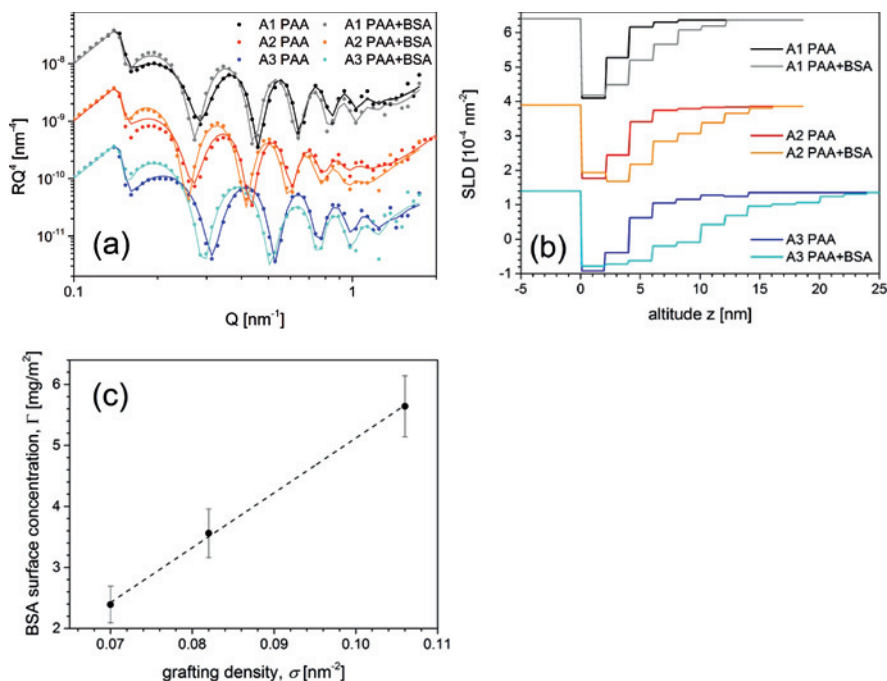 A1 PAA
A2 PAA
A3 PAA
A1 PAA+BSA
A2 PAA+BSA
A3 PAA+BSA
10⁻⁸
10⁻⁹
10⁻¹⁰
10⁻¹¹
RQ⁴ [nm⁻¹]
(a)
0.1
1
Q [nm⁻¹]
6
5
4
3
2
1
0
-1
SLD [10⁻⁴ nm⁻²]
A1 PAA
A1 PAA+BSA
A2 PAA
A2 PAA+BSA
A3 PAA
A3 PAA+BSA
(b)
-5
0
5
10
15
20
25
altitude z [nm]
6
5
4
3
2
BSA surface concentration, Γ [mg/m²]
(c)
0.07
0.08
0.09
0.10
0.11
grafting density, σ [nm⁻²]